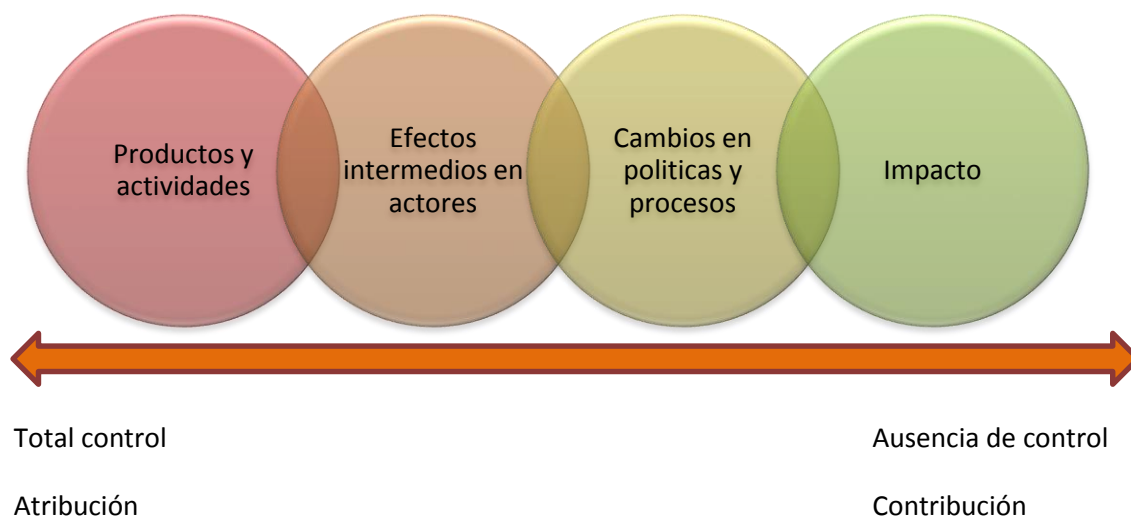 Productos y
actividades
Efectos
intermedios en
actores
Cambios en
politicas y
procesos
Impacto
Total control
Ausencia de control
Atribución
Contribución